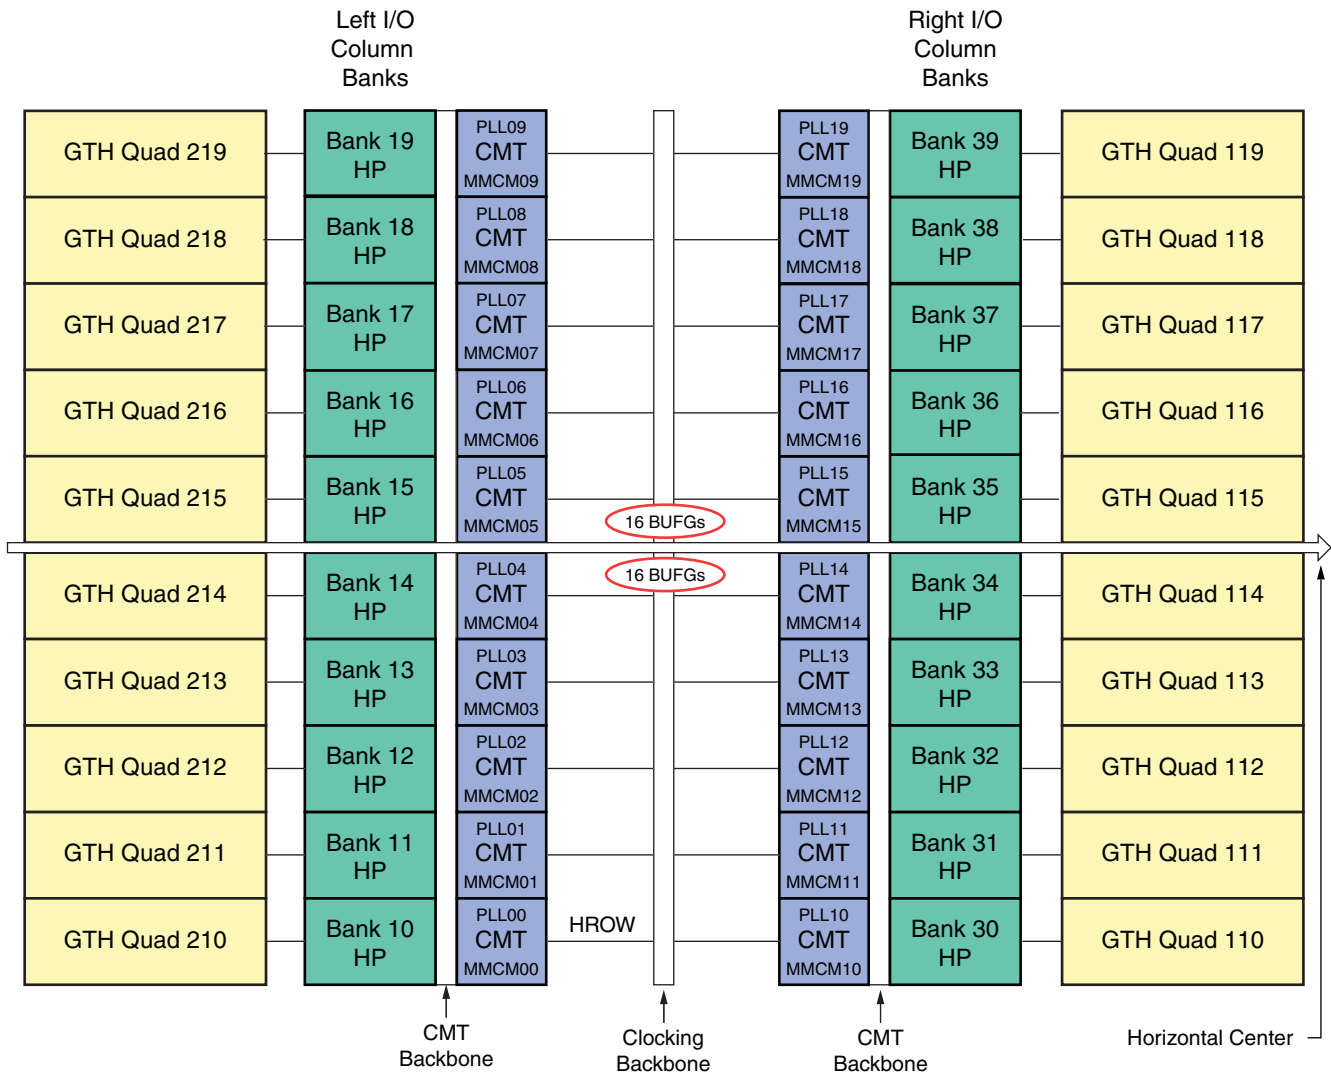 Left I/O
Column
Banks
Right I/O
Column
Banks
GTH Quad 219
Bank 19
HP
PLL09
CMT
MMCM09
PLL19
CMT
MMCM19
Bank 39
HP
GTH Quad 119
GTH Quad 218
Bank 18
HP
PLL08
CMT
MMCM08
PLL18
CMT
MMCM18
Bank 38
HP
GTH Quad 118
GTH Quad 217
Bank 17
HP
PLL07
CMT
MMCM07
PLL17
CMT
MMCM17
Bank 37
HP
GTH Quad 117
GTH Quad 216
Bank 16
HP
PLL06
CMT
MMCM06
PLL16
CMT
MMCM16
Bank 36
HP
GTH Quad 116
GTH Quad 215
Bank 15
HP
PLL05
CMT
MMCM05
16 BUFGs
PLL15
CMT
MMCM15
Bank 35
HP
GTH Quad 115
GTH Quad 214
Bank 14
HP
PLL04
CMT
MMCM04
16 BUFGs
PLL14
CMT
MMCM14
Bank 34
HP
GTH Quad 114
GTH Quad 213
Bank 13
HP
PLL03
CMT
MMCM03
PLL13
CMT
MMCM13
Bank 33
HP
GTH Quad 113
GTH Quad 212
Bank 12
HP
PLL02
CMT
MMCM02
PLL12
CMT
MMCM12
Bank 32
HP
GTH Quad 112
GTH Quad 211
Bank 11
HP
PLL01
CMT
MMCM01
PLL11
CMT
MMCM11
Bank 31
HP
GTH Quad 111
GTH Quad 210
Bank 10
HP
PLL00
CMT
MMCM00
HROW
PLL10
CMT
MMCM10
Bank 30
HP
GTH Quad 110
CMT
Backbone
Clocking
Backbone
CMT
Backbone
Horizontal Center